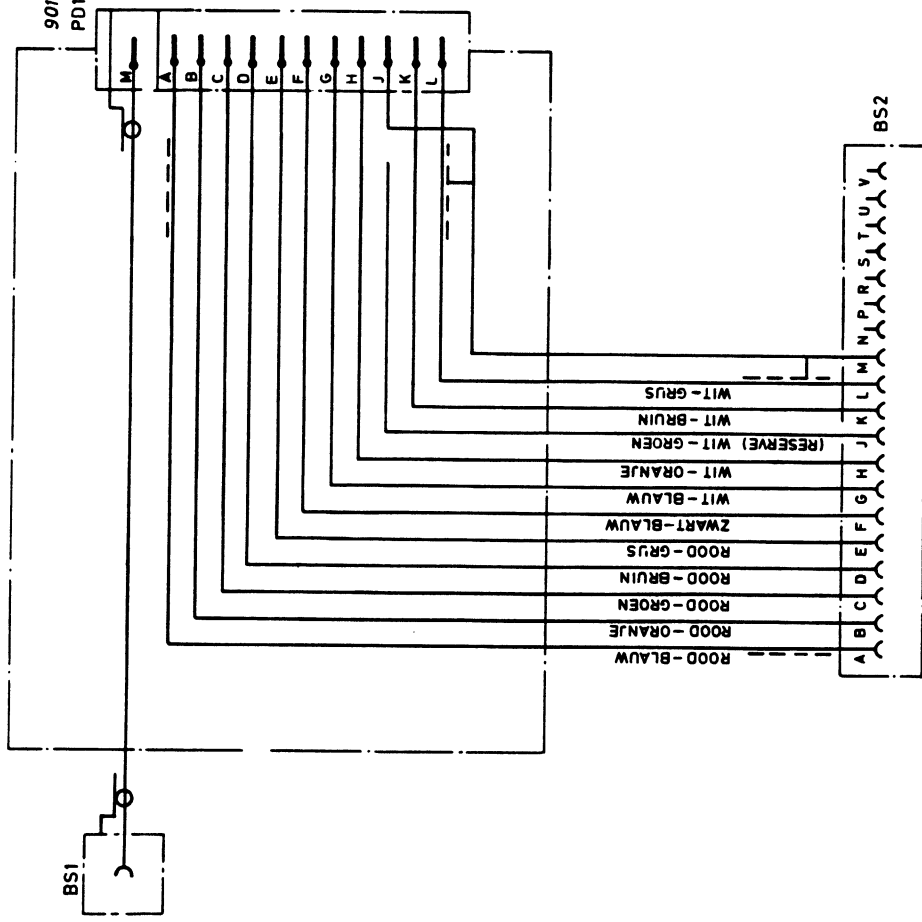 901
PD1
M
A
B
C
D
E
F
G
H
J
K
L
BS1
BS2
WIT-GRIJS
WIT-BRUIN
(RESERVE) WIT-GROEN
WIT-ORANJE
WIT-BLAUW
ZWART-BLAUW
ROOD-GRIJS
ROOD-BRUIN
ROOD-GROEN
ROOD-ORANJE
ROOD-BLAUW
A B C D E F G H J K L M N P R S T U V